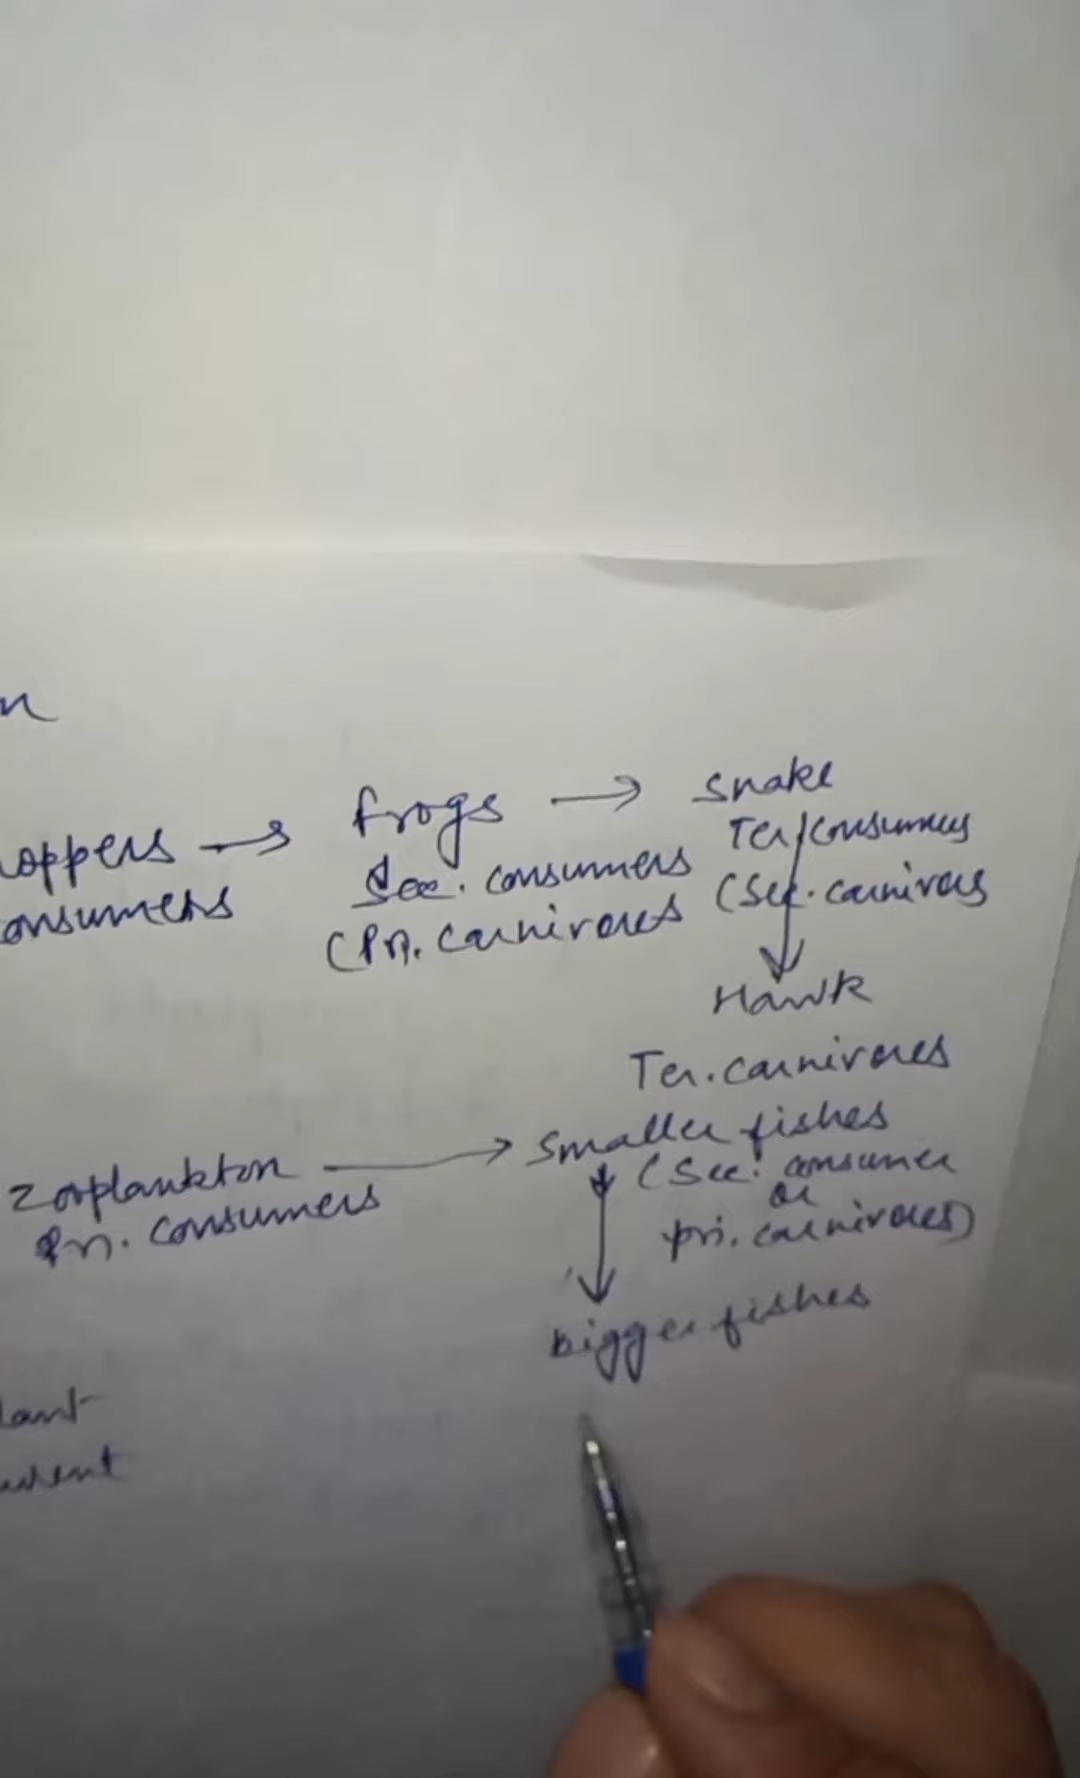 n
oppers → frogs → snake
onsumers Sec. consumers Ter/consumers
(Pri. carnivores (Sec. carnivores
Hawk
Ter. carnivores
zooplankton → smaller fishes
Pri. consumers (Sec. consumer
or
pri. carnivores)
bigger fishes
lant